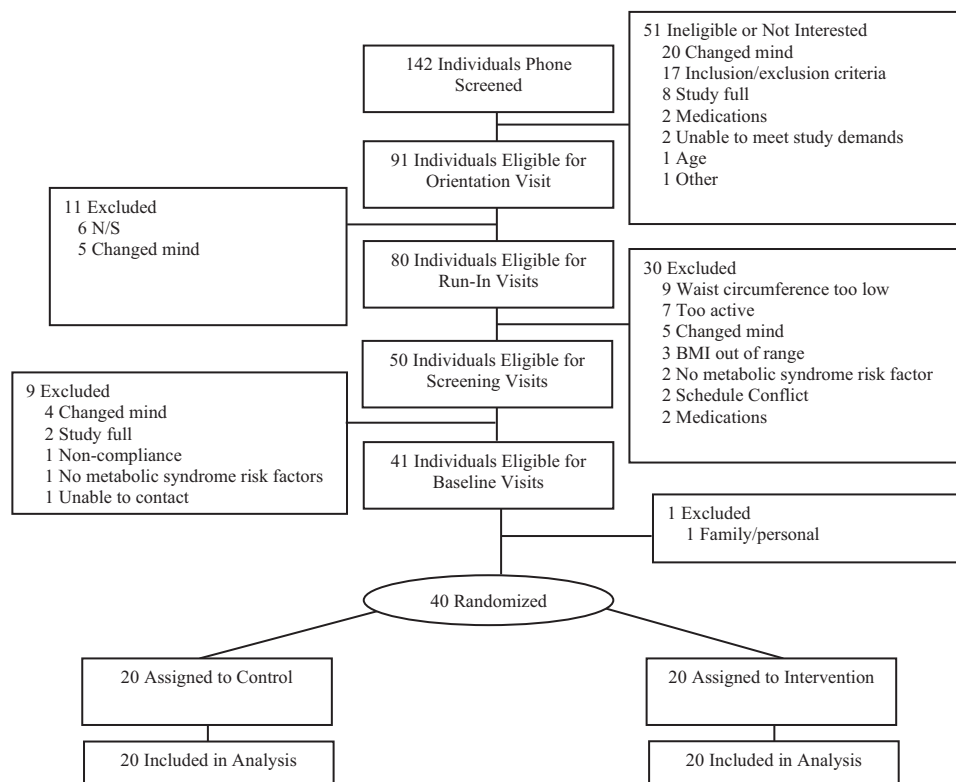 142 Individuals Phone
Screened
51 Ineligible or Not Interested
20 Changed mind
17 Inclusion/exclusion criteria
8 Study full
2 Medications
2 Unable to meet study demands
1 Age
1 Other
91 Individuals Eligible for
Orientation Visit
11 Excluded
6 N/S
5 Changed mind
80 Individuals Eligible for
Run-In Visits
30 Excluded
9 Waist circumference too low
7 Too active
5 Changed mind
3 BMI out of range
2 No metabolic syndrome risk factor
2 Schedule Conflict
2 Medications
50 Individuals Eligible for
Screening Visits
9 Excluded
4 Changed mind
2 Study full
1 Non-compliance
1 No metabolic syndrome risk factors
1 Unable to contact
41 Individuals Eligible for
Baseline Visits
1 Excluded
1 Family/personal
40 Randomized
20 Assigned to Control
20 Assigned to Intervention
20 Included in Analysis
20 Included in Analysis